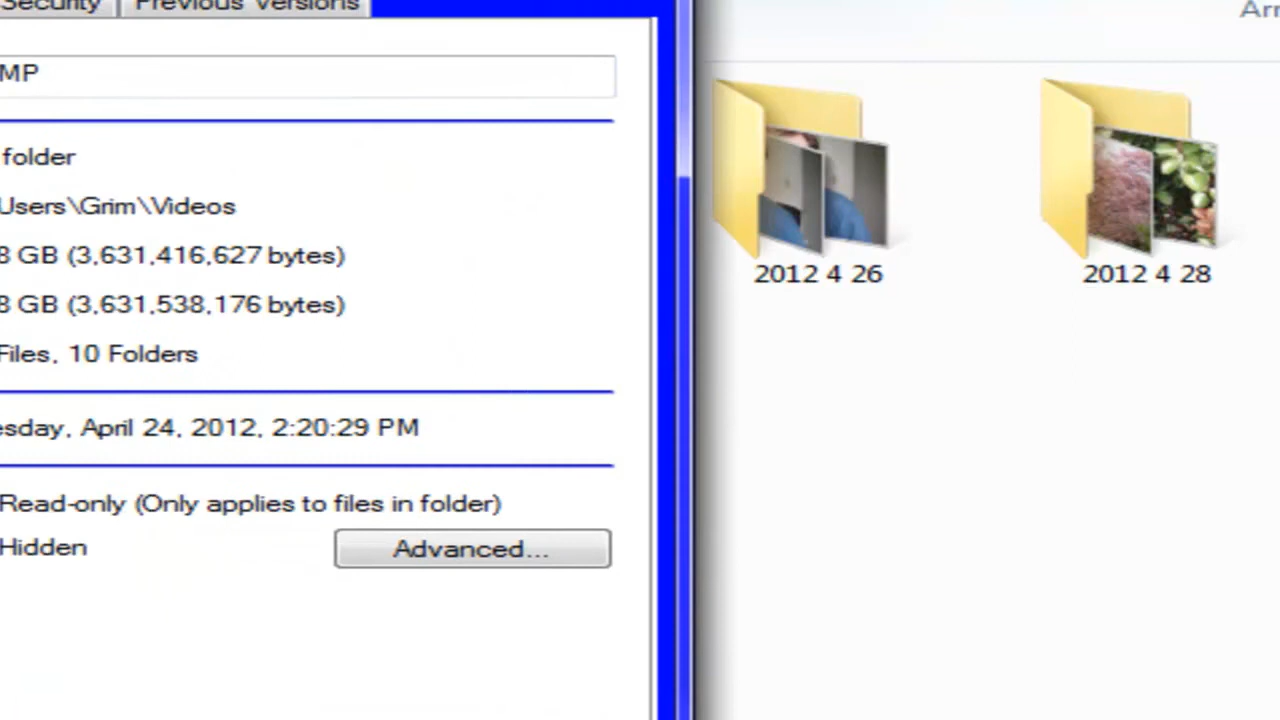 Security Previous Versions
MP
folder
Users\Grim\Videos
8 GB (3,631,416,627 bytes)
8 GB (3,631,538,176 bytes)
Files, 10 Folders
esday, April 24, 2012, 2:20:29 PM
Read-only (Only applies to files in folder)
Hidden
Advanced...
Arr
2012 4 26
2012 4 28